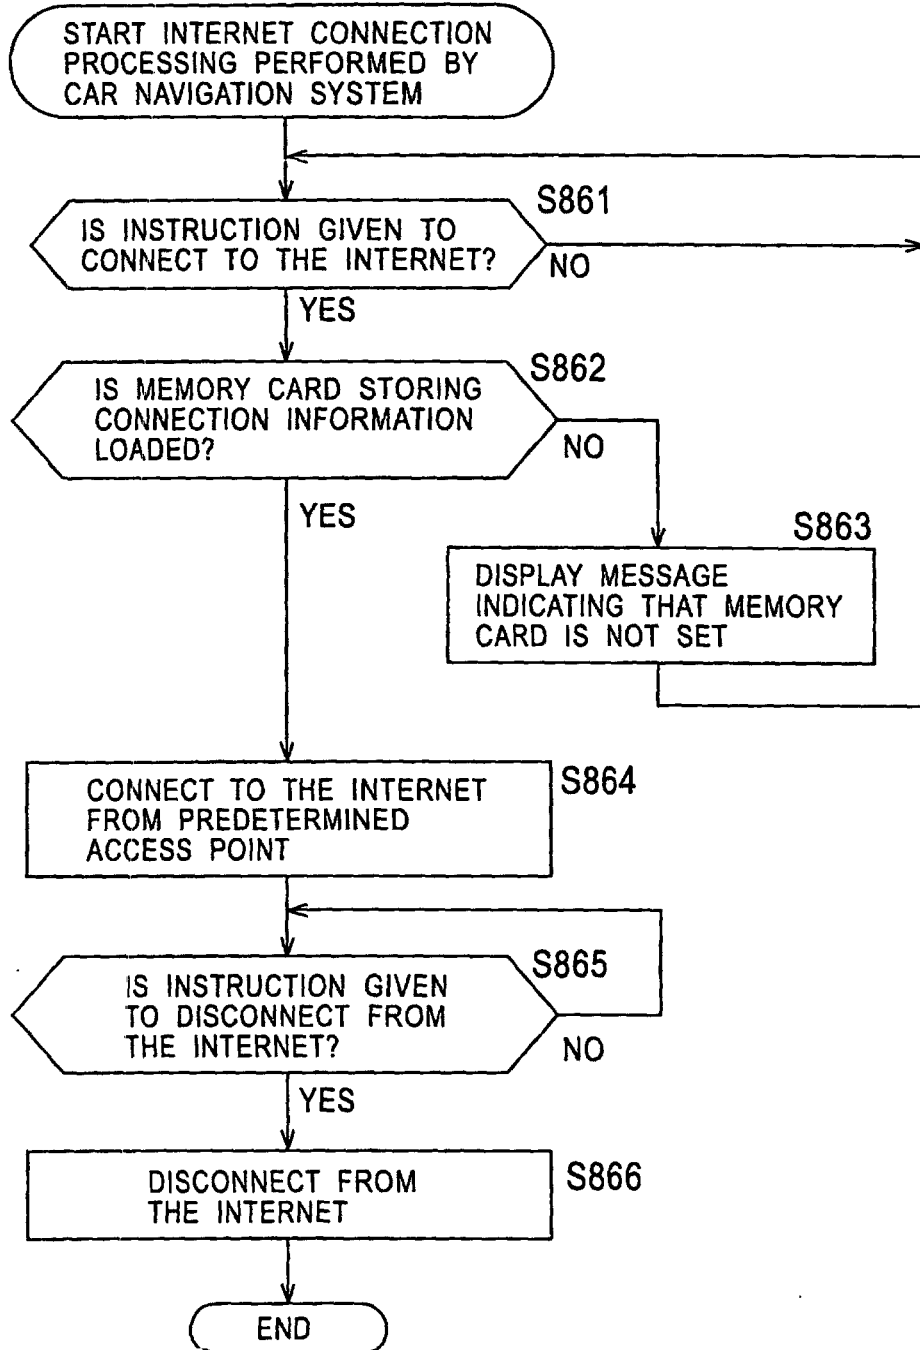 START INTERNET CONNECTION
PROCESSING PERFORMED BY
CAR NAVIGATION SYSTEM
S861
IS INSTRUCTION GIVEN TO
CONNECT TO THE INTERNET?
NO
YES
S862
IS MEMORY CARD STORING
CONNECTION INFORMATION
LOADED?
NO
YES
S863
DISPLAY MESSAGE
INDICATING THAT MEMORY
CARD IS NOT SET
S864
CONNECT TO THE INTERNET
FROM PREDETERMINED
ACCESS POINT
S865
IS INSTRUCTION GIVEN
TO DISCONNECT FROM
THE INTERNET?
NO
YES
S866
DISCONNECT FROM
THE INTERNET
END